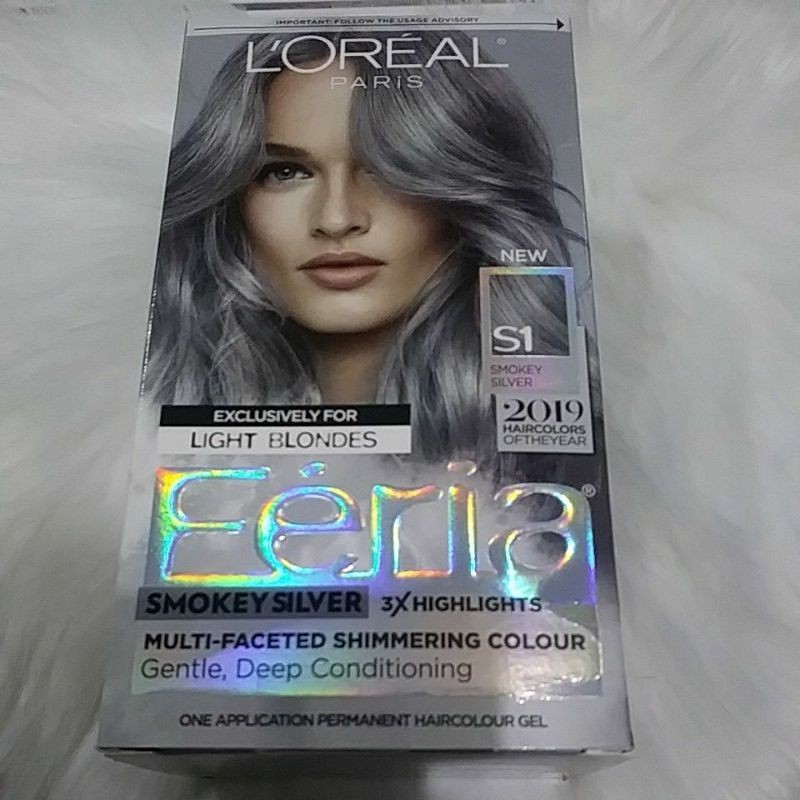 IMPORTANT: FOLLOW THE USAGE ADVISORY
L'ORÉAL®
PARiS
NEW
S1
SMOKEY
SILVER
2019
HAIRCOLORS
OFTHEYEAR
EXCLUSIVELY FOR
LIGHT BLONDES
Féria®
SMOKEY SILVER 3X HIGHLIGHTS
MULTI-FACETED SHIMMERING COLOUR
Gentle, Deep Conditioning
ONE APPLICATION PERMANENT HAIRCOLOUR GEL